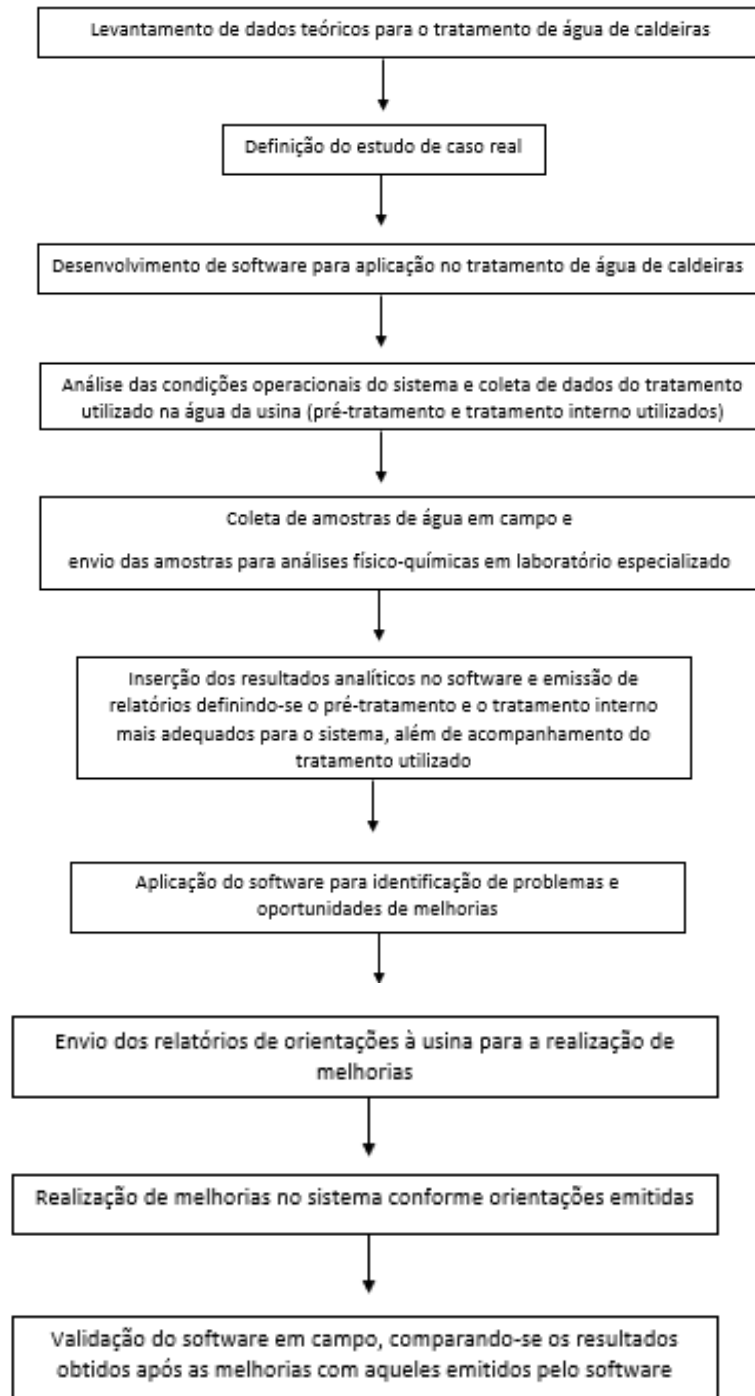 Levantamento de dados teóricos para o tratamento de água de caldeiras
Definição do estudo de caso real
Desenvolvimento de software para aplicação no tratamento de água de caldeiras
Análise das condições operacionais do sistema e coleta de dados do tratamento
utilizado na água da usina (pré-tratamento e tratamento interno utilizados)
Coleta de amostras de água em campo e
envio das amostras para análises físico-químicas em laboratório especializado
Inserção dos resultados analíticos no software e emissão de
relatórios definindo-se o pré-tratamento e o tratamento interno
mais adequados para o sistema, além de acompanhamento do
tratamento utilizado
Aplicação do software para identificação de problemas e
oportunidades de melhorias
Envio dos relatórios de orientações à usina para a realização de
melhorias
Realização de melhorias no sistema conforme orientações emitidas
Validação do software em campo, comparando-se os resultados
obtidos após as melhorias com aqueles emitidos pelo software